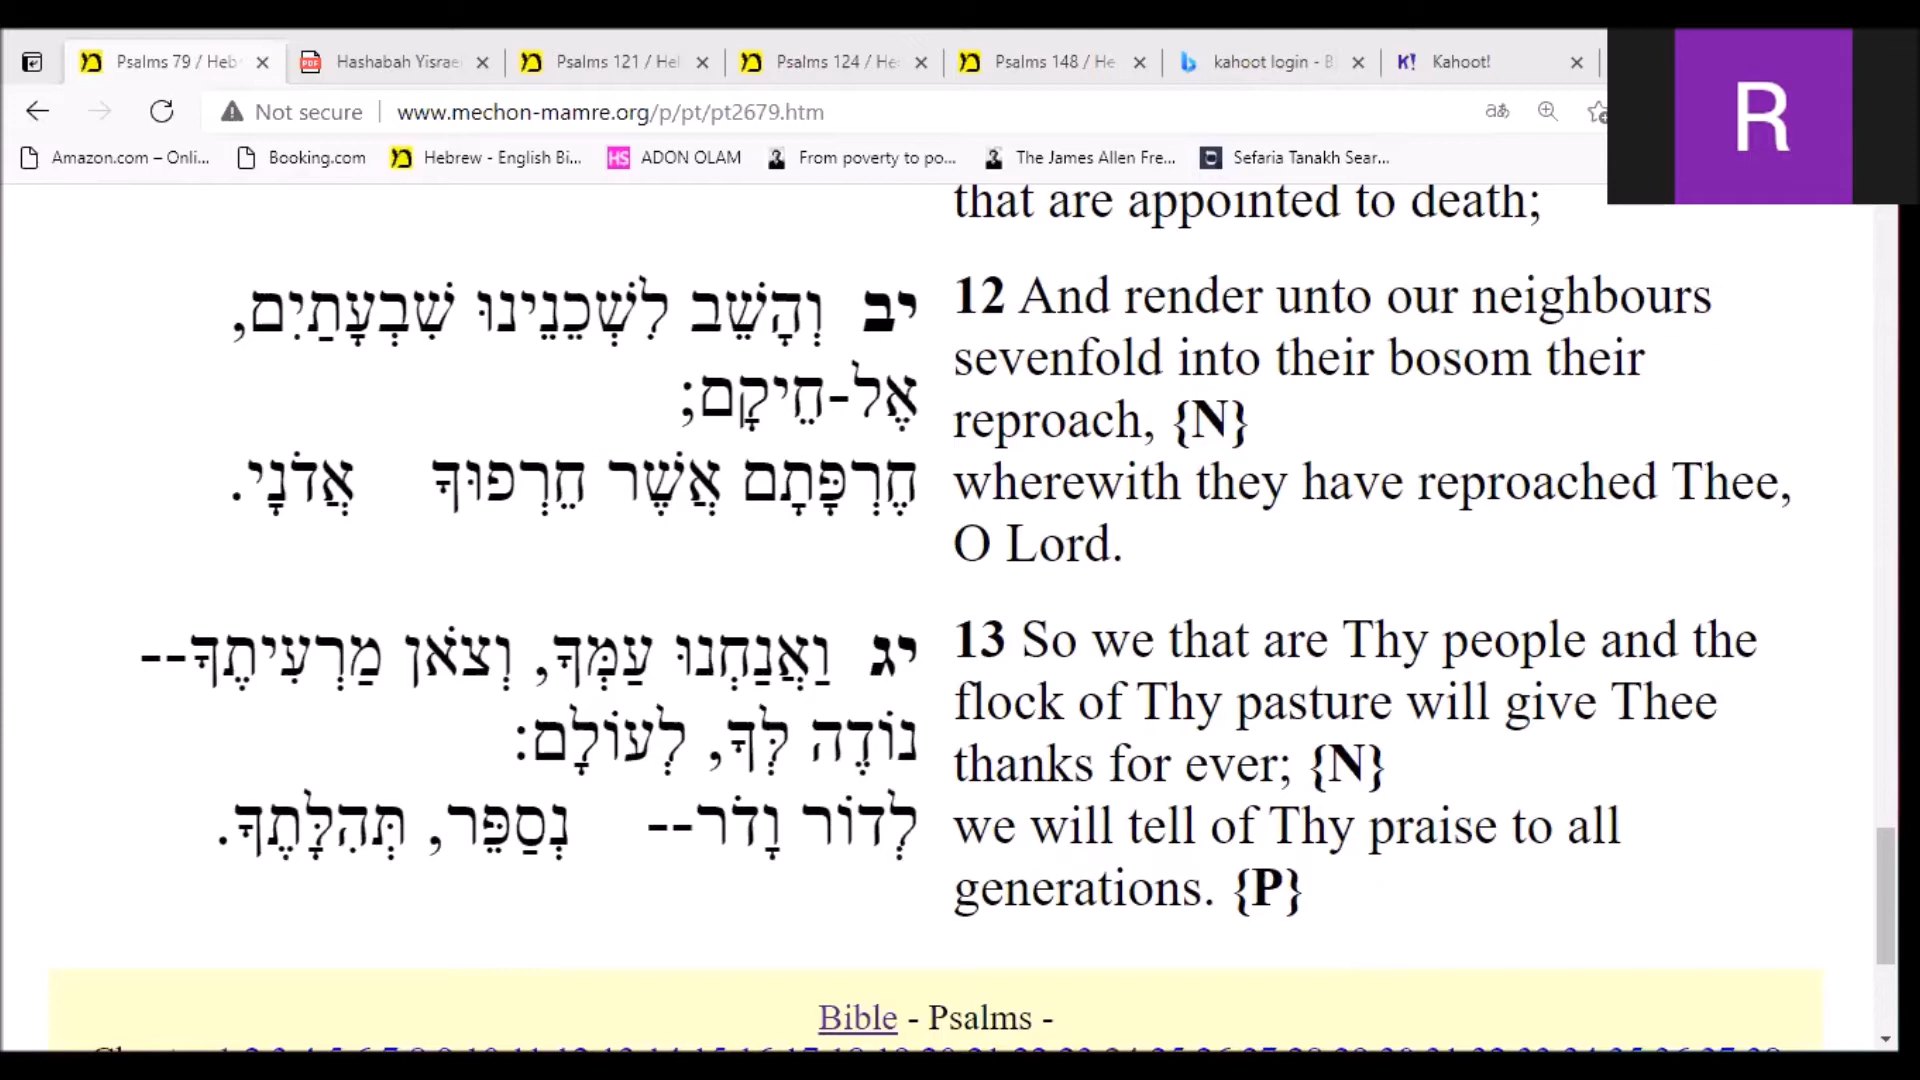 Psalms 79 / Heb
Hashabah Yisrae
Psalms 121 / Hel
Psalms 124 / He
Psalms 148 / He
kahoot login - B
Kahoot!
Not secure
www.mechon-mamre.org/p/pt/pt2679.htm
Amazon.com – Onli...
Booking.com
Hebrew - English Bi...
ADON OLAM
From poverty to po...
The James Allen Fre...
Sefaria Tanakh Sear...
R
that are appointed to death;
יב וְהָשֵׁב לִשְׁכֵנֵינוּ שִׁבְעָתַיִם,
אֶל-חֵיקָם;
חֶרְפָּתָם אֲשֶׁר חֵרְפוּךָ אֲדֹנָי.
12 And render unto our neighbours
sevenfold into their bosom their
reproach, {N}
wherewith they have reproached Thee,
O Lord.
יג וַאֲנַחְנוּ עַמְּךָ, וְצֹאן מַרְעִיתֶךָ--
נוֹדֶה לְּךָ, לְעוֹלָם:
לְדוֹר וָדֹר-- נְסַפֵּר, תְּהִלָּתֶךָ.
13 So we that are Thy people and the
flock of Thy pasture will give Thee
thanks for ever; {N}
we will tell of Thy praise to all
generations. {P}
Bible - Psalms -